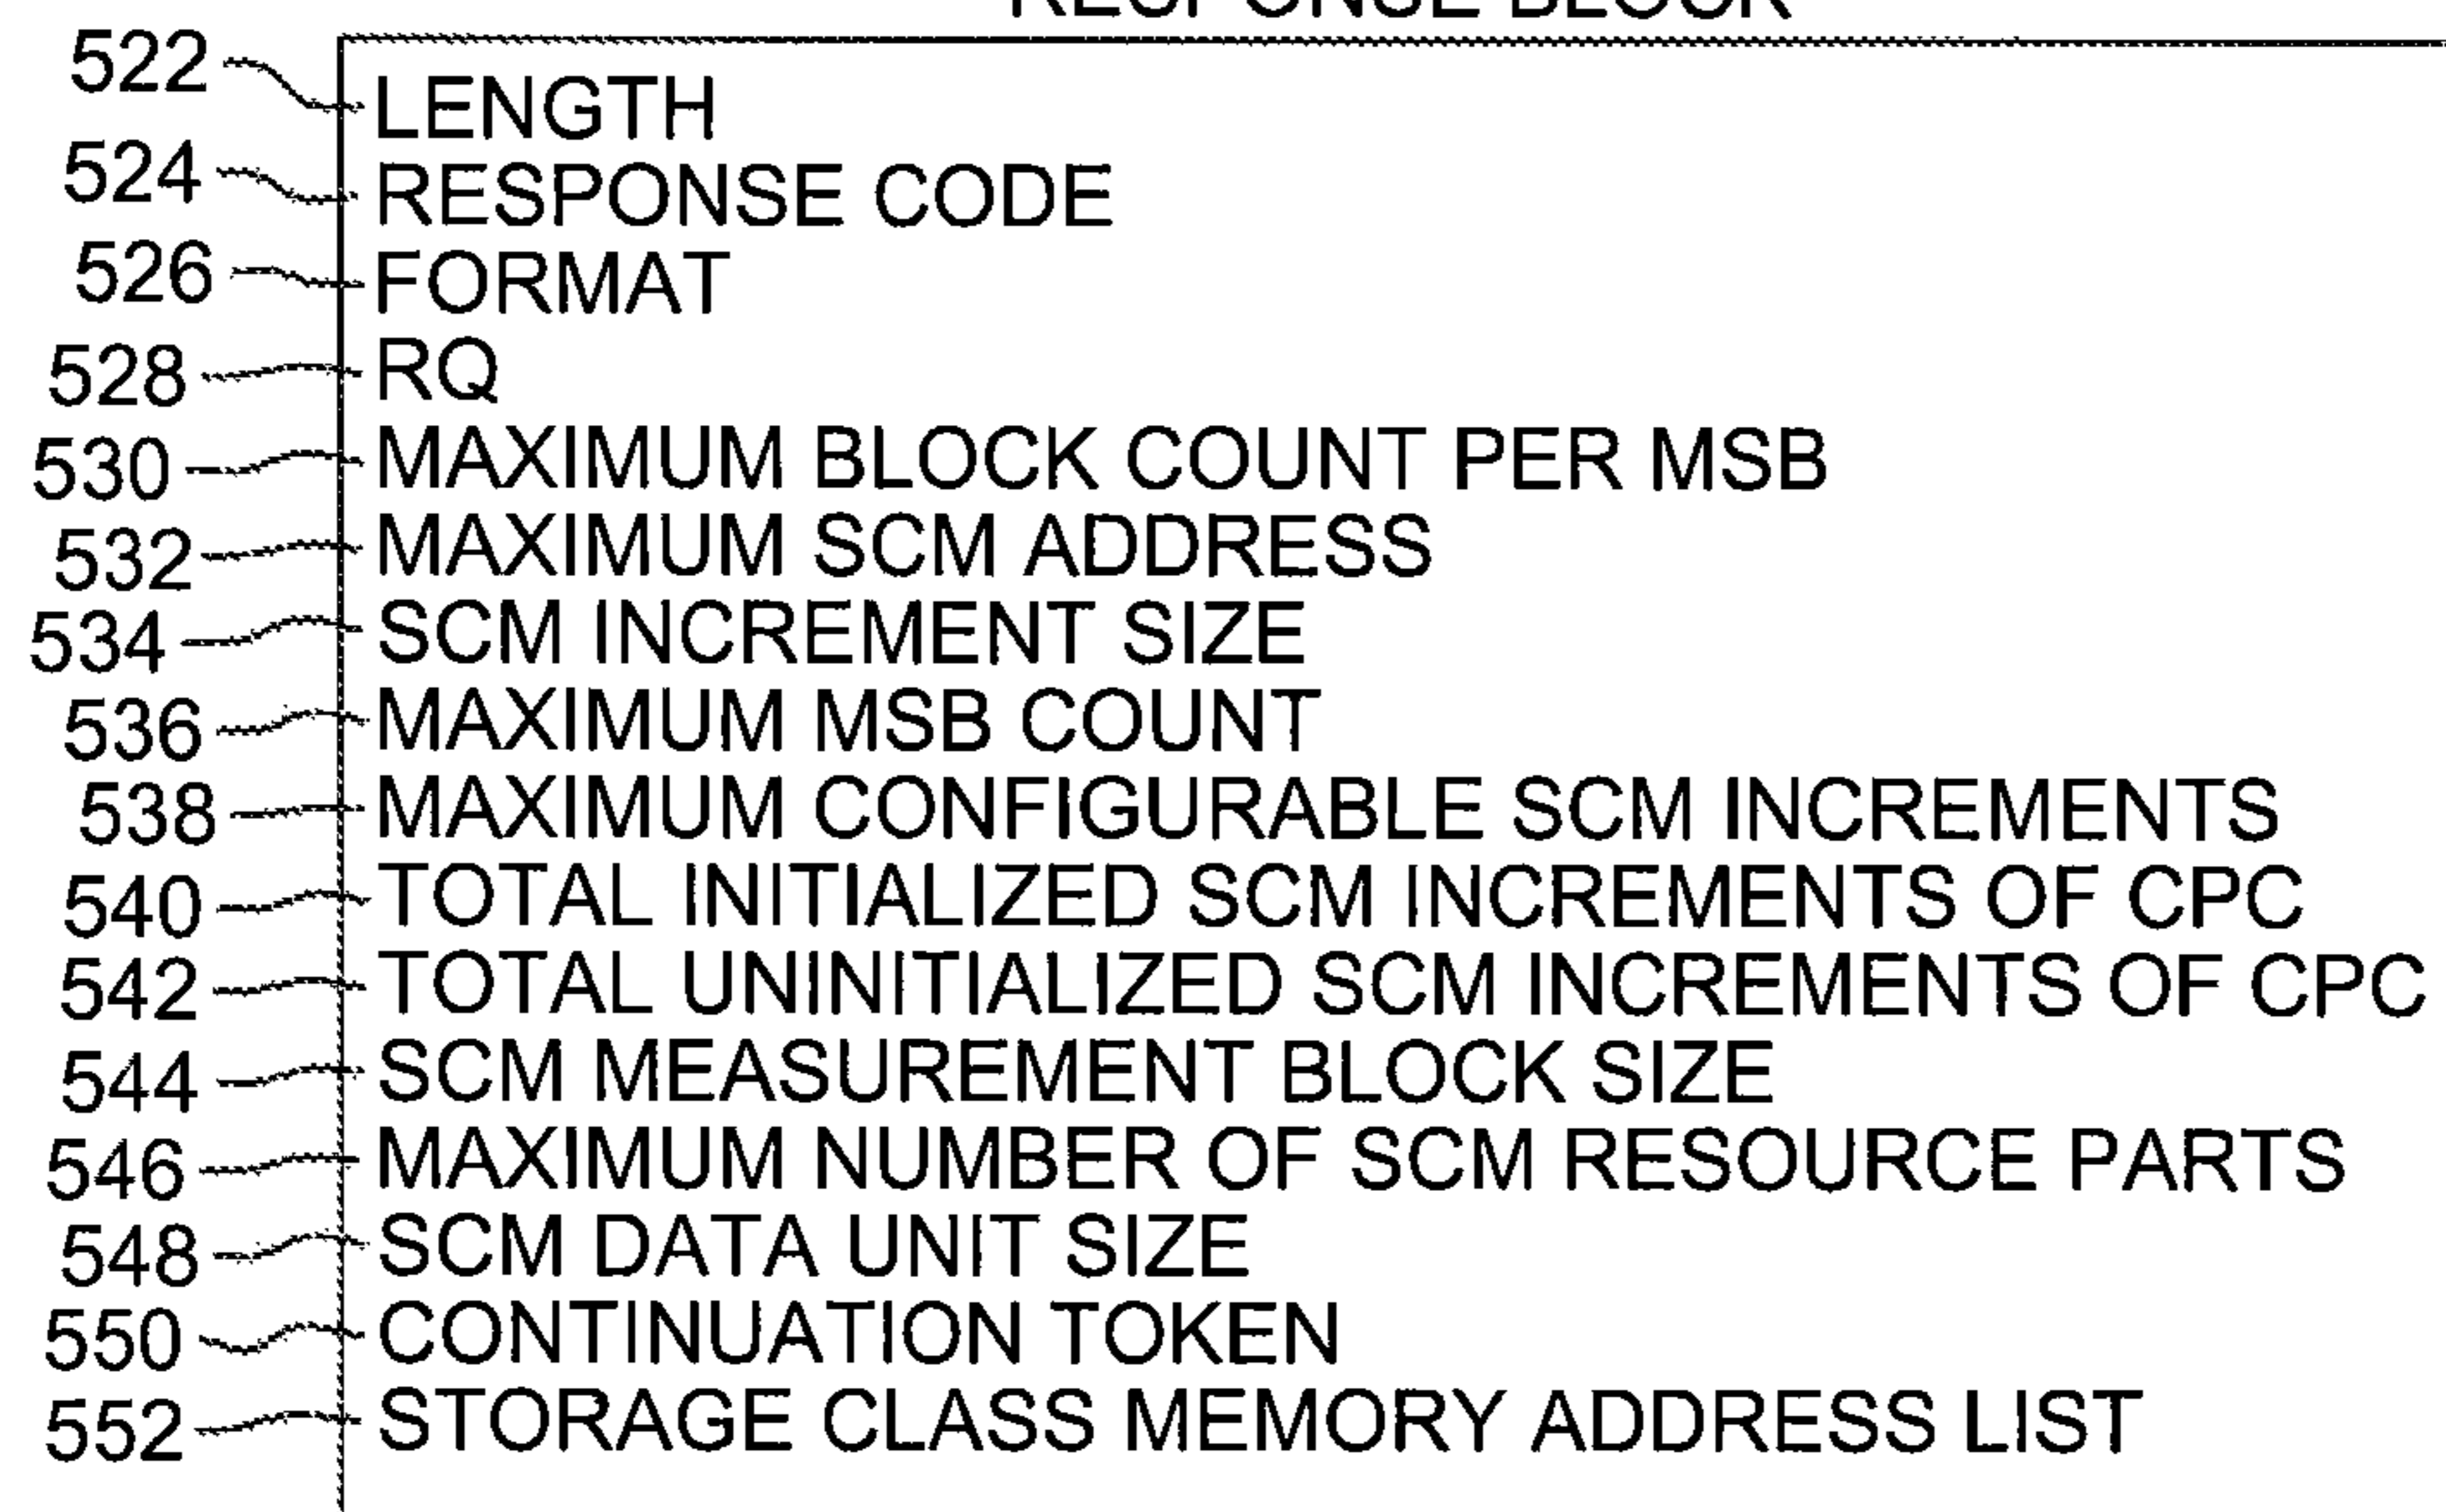 RESPONSE BLOCK
522 LENGTH
524 RESPONSE CODE
526 FORMAT
528 RQ
530 MAXIMUM BLOCK COUNT PER MSB
532 MAXIMUM SCM ADDRESS
534 SCM INCREMENT SIZE
536 MAXIMUM MSB COUNT
538 MAXIMUM CONFIGURABLE SCM INCREMENTS
540 TOTAL INITIALIZED SCM INCREMENTS OF CPC
542 TOTAL UNINITIALIZED SCM INCREMENTS OF CPC
544 SCM MEASUREMENT BLOCK SIZE
546 MAXIMUM NUMBER OF SCM RESOURCE PARTS
548 SCM DATA UNIT SIZE
550 CONTINUATION TOKEN
552 STORAGE CLASS MEMORY ADDRESS LIST